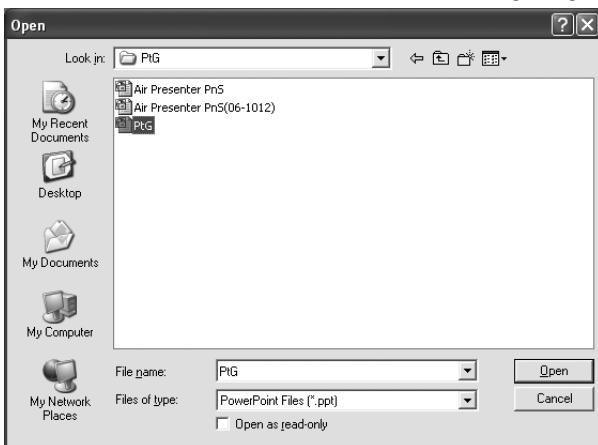 Open
Look in: PtG
Air Presenter PnS
Air Presenter PnS(06-1012)
PtG
My Recent
Documents
Desktop
My Documents
My Computer
My Network
Places
File name: PtG Open
Files of type: PowerPoint Files (*.ppt) Cancel
Open as read-only